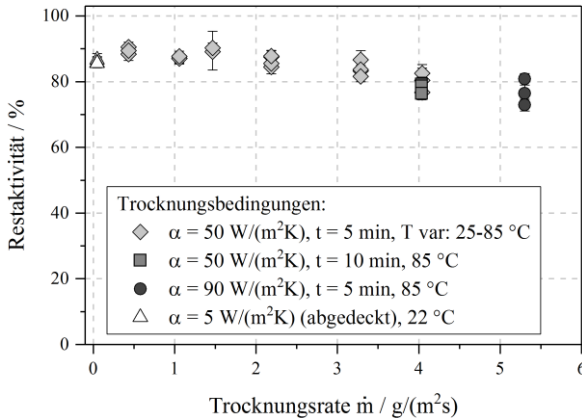 100
80
60
40
20
0
Restaktivität / %
Trocknungsbedingungen:
α = 50 W/(m²K), t = 5 min, T var: 25-85 °C
α = 50 W/(m²K), t = 10 min, 85 °C
α = 90 W/(m²K), t = 5 min, 85 °C
α = 5 W/(m²K) (abgedeckt), 22 °C
0 1 2 3 4 5 6
Trocknungsrate ṁ / g/(m²s)